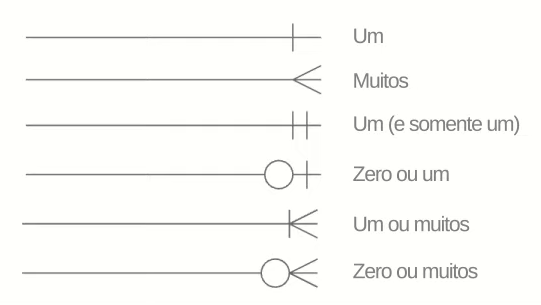 Um
Muitos
Um (e somente um)
Zero ou um
Um ou muitos
Zero ou muitos